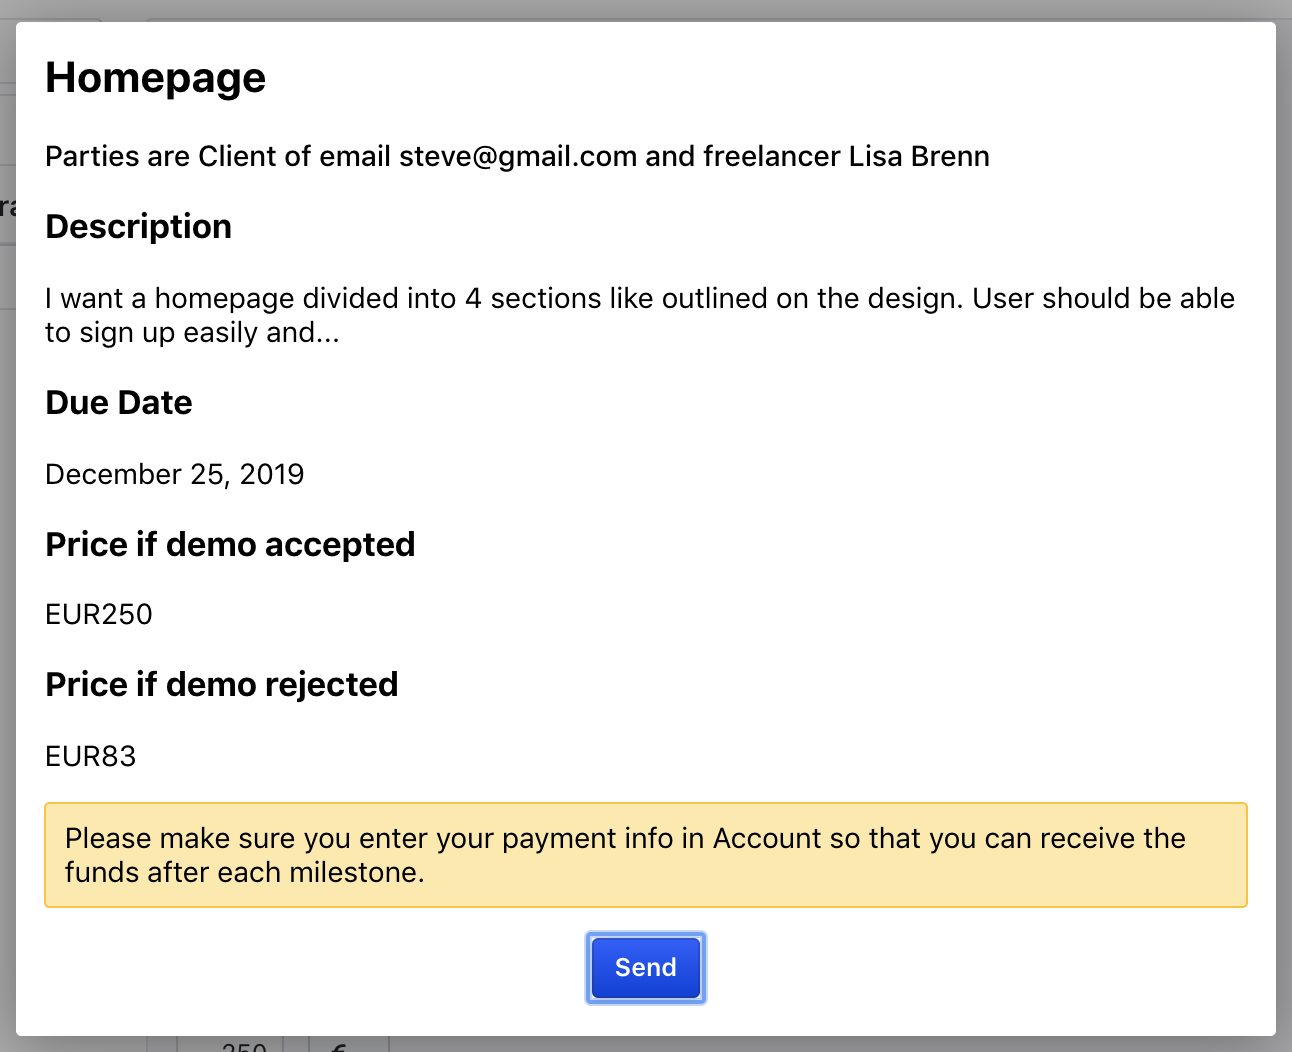 Homepage
Parties are Client of email steve@gmail.com and freelancer Lisa Brenn
Description
I want a homepage divided into 4 sections like outlined on the design. User should be able
to sign up easily and...
Due Date
December 25, 2019
Price if demo accepted
EUR250
Price if demo rejected
EUR83
Please make sure you enter your payment info in Account so that you can receive the
funds after each milestone.
Send
250 €